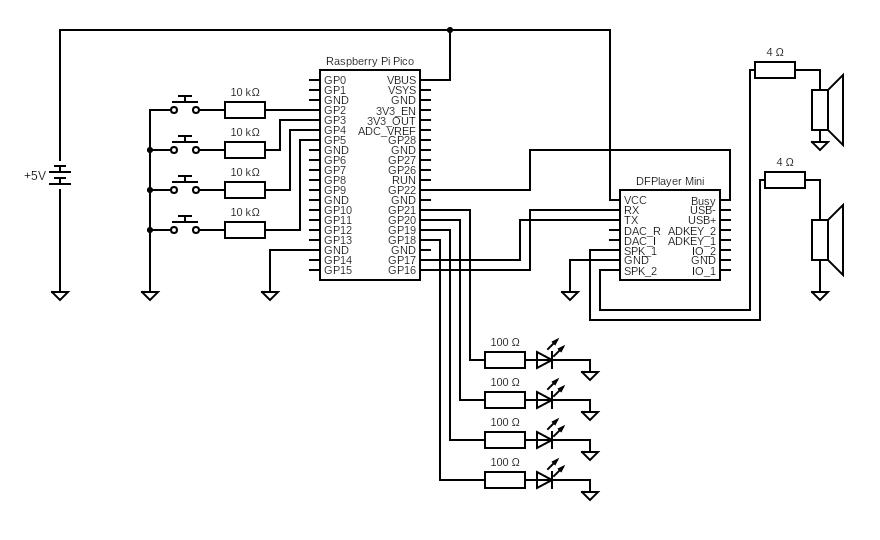 4 Ω
Raspberry Pi Pico
GP0 VBUS
GP1 VSYS
GND GND
10 kΩ
GP2 3V3_EN
GP3 3V3_OUT
GP4 ADC_VREF
10 kΩ
GP5 GP28
GND GND
GP6 GP27
4 Ω
GP7 GP26
10 kΩ
+5V
GP8 RUN
DFPlayer Mini
GP9 GP22
GND GND
VCC Busy
10 kΩ
GP10 GP21
RX USB-
GP11 GP20
TX USB+
GP12 GP19
DAC_R ADKEY_2
GP13 GP18
DAC_I ADKEY_1
GND GND
SPK_1 IO_2
GP14 GP17
GND GND
GP15 GP16
SPK_2 IO_1
100 Ω
100 Ω
100 Ω
100 Ω